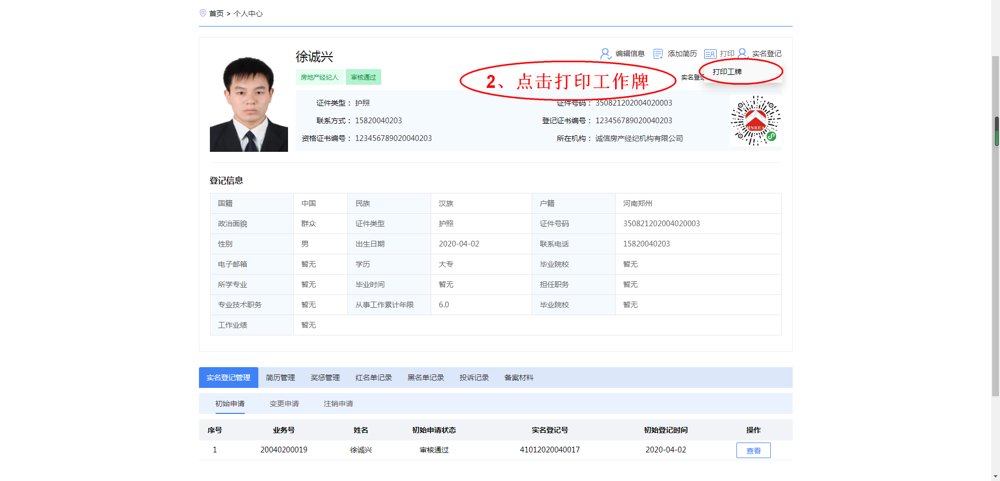 首页 > 个人中心
徐诚兴
编辑信息 添加简历 打印 实名登记
房地产经纪人 审核通过
2、点击打印工作牌
实名登记
打印工牌
证件类型： 护照 证件号码： 350821202004020003
联系方式： 15820040203 登记证书编号： 123456789020040203
资格证书编号： 123456789020040203 所在机构： 诚信房产经纪机构有限公司
HNREA
登记信息
国籍 中国 民族 汉族 户籍 河南郑州
政治面貌 群众 证件类型 护照 证件号码 350821202004020003
性别 男 出生日期 2020-04-02 联系电话 15820040203
电子邮箱 暂无 学历 大专 毕业院校 暂无
所学专业 暂无 毕业时间 暂无 担任职务 暂无
专业技术职务 暂无 从事工作累计年限 6.0 毕业院校 暂无
工作业绩 暂无
实名登记管理 简历管理 奖惩管理 红名单记录 黑名单记录 投诉记录 备案材料
初始申请 变更申请 注销申请
序号 业务号 姓名 初始申请状态 实名登记号 初始登记时间 操作
1 20040200019 徐诚兴 审核通过 41012020040017 2020-04-02 查看